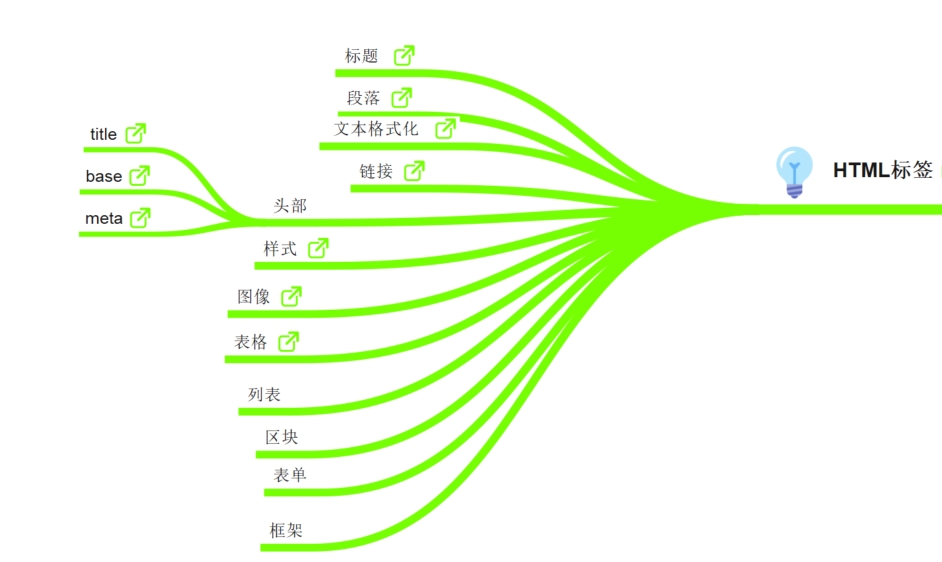 标题
段落
文本格式化
链接
头部
title
base
meta
样式
图像
表格
列表
区块
表单
框架
HTML标签